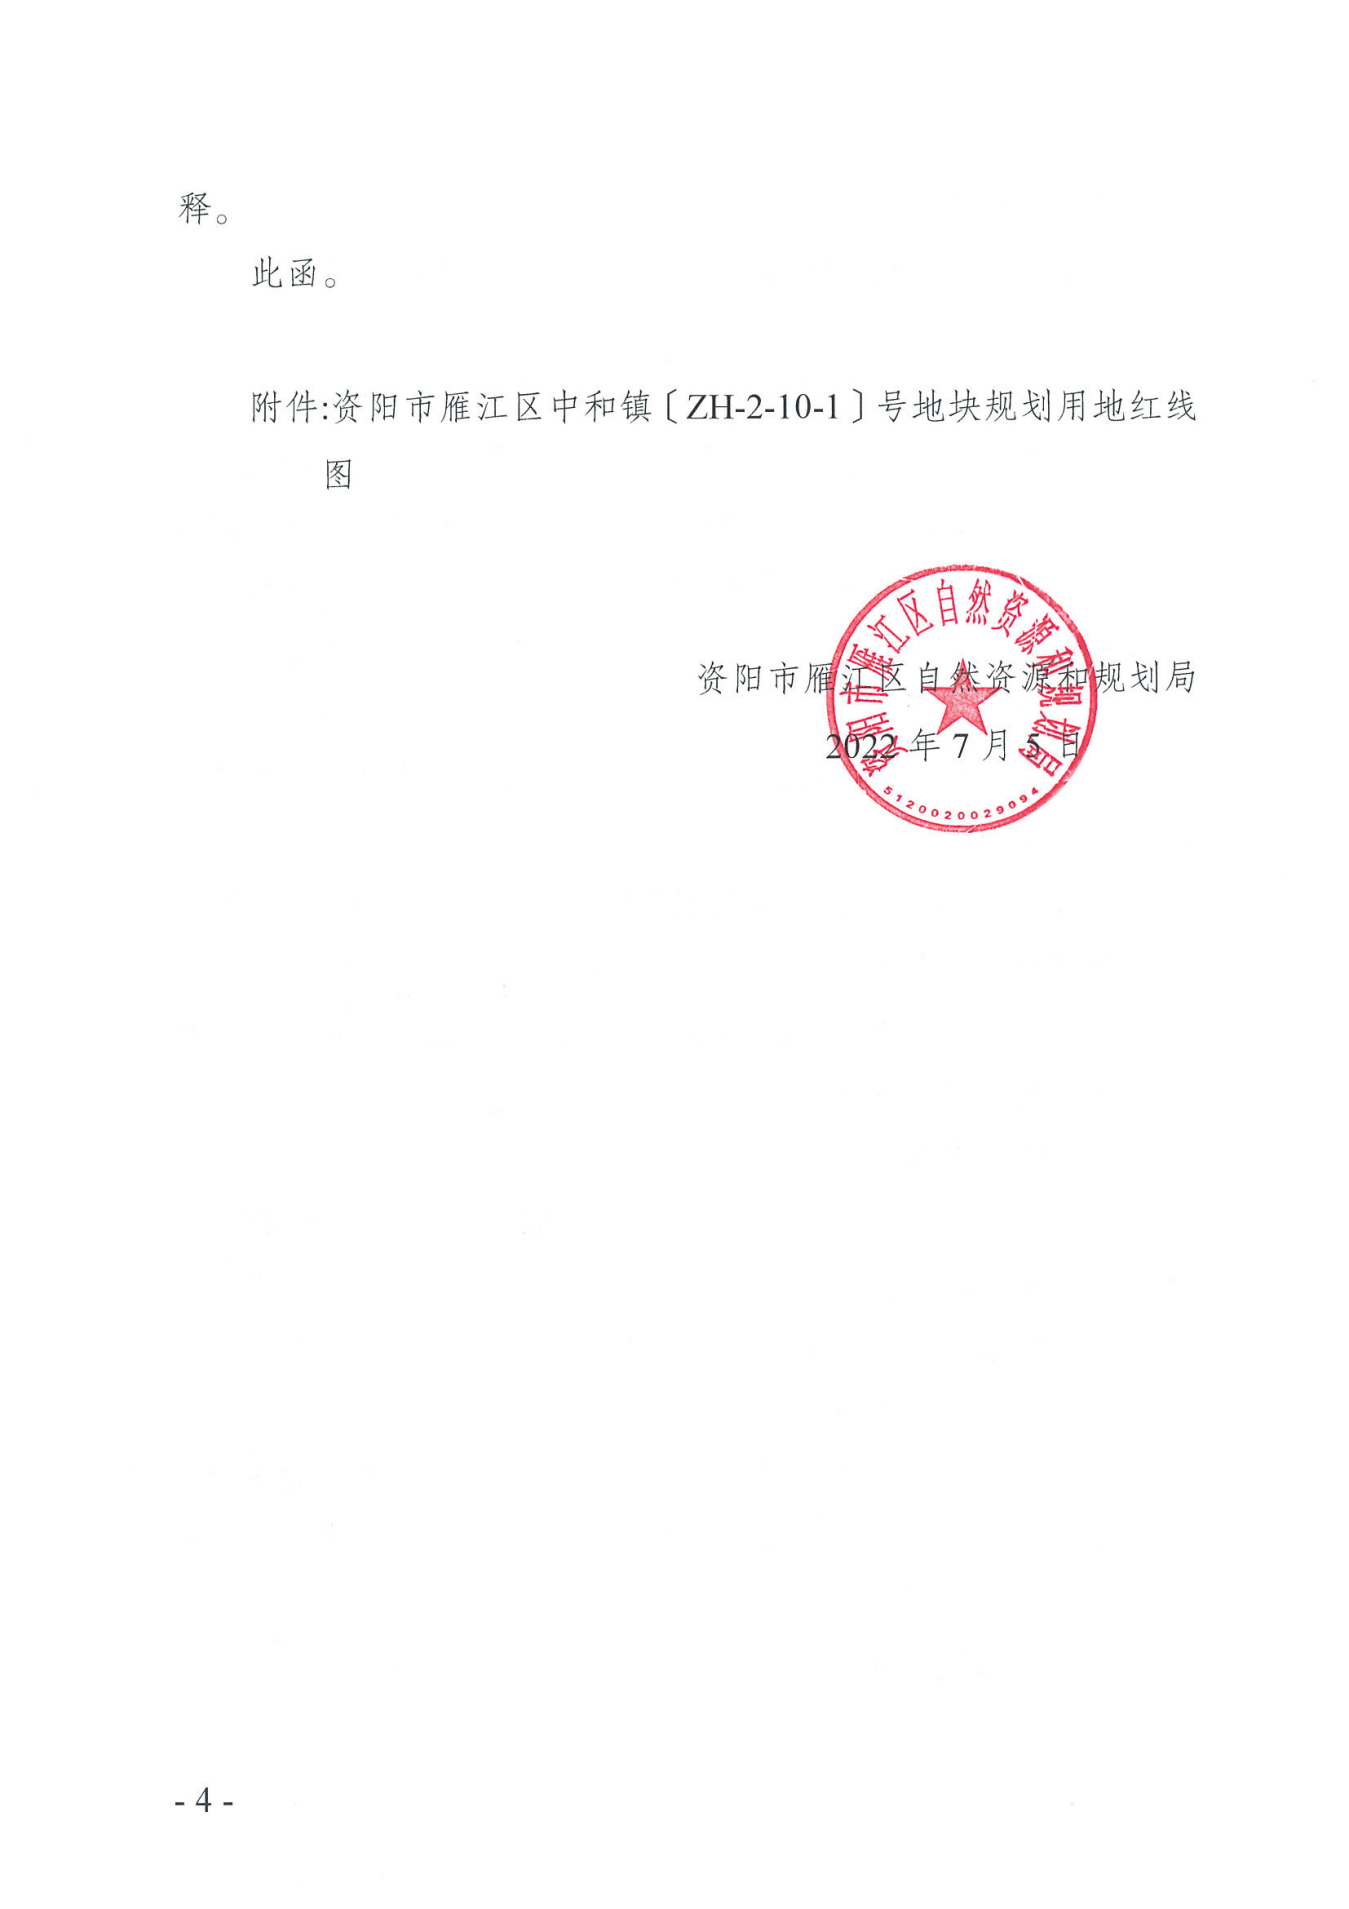 释。
此函。
附件:资阳市雁江区中和镇〔ZH-2-10-1〕号地块规划用地红线
图
资阳市雁江区自然资源和规划局
2022年7月5日
资阳市雁江区自然资源和规划局
5120020029094
- 4 -